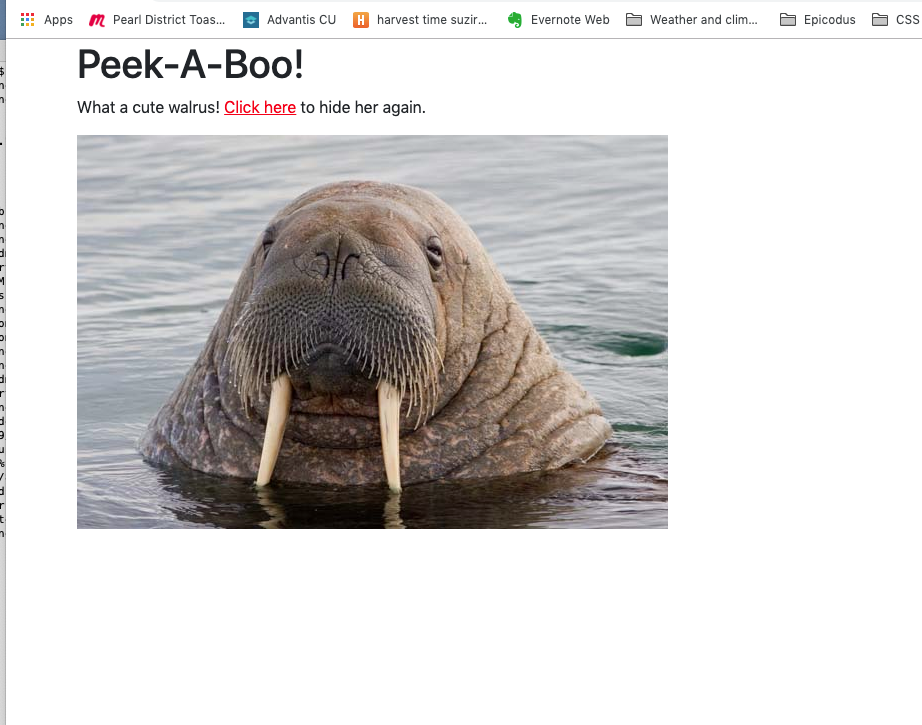 Apps Pearl District Toas... Advantis CU H harvest time suzir... Evernote Web Weather and clim... Epicodus CSS
Peek-A-Boo!
What a cute walrus! Click here to hide her again.